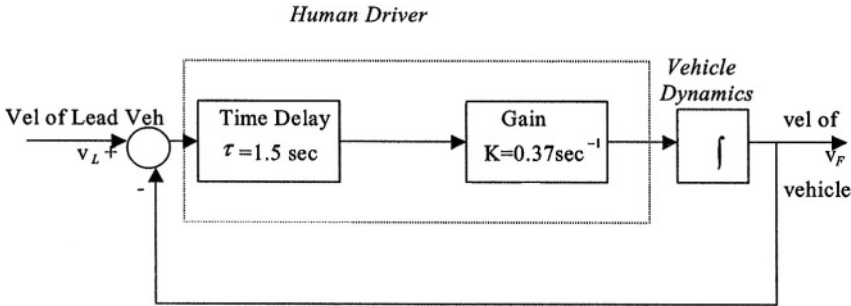 Human Driver
Vehicle
Dynamics
Vel of Lead Veh
v_L +
-
Time Delay
τ =1.5 sec
Gain
K=0.37sec⁻¹
∫
vel of
v_F
vehicle